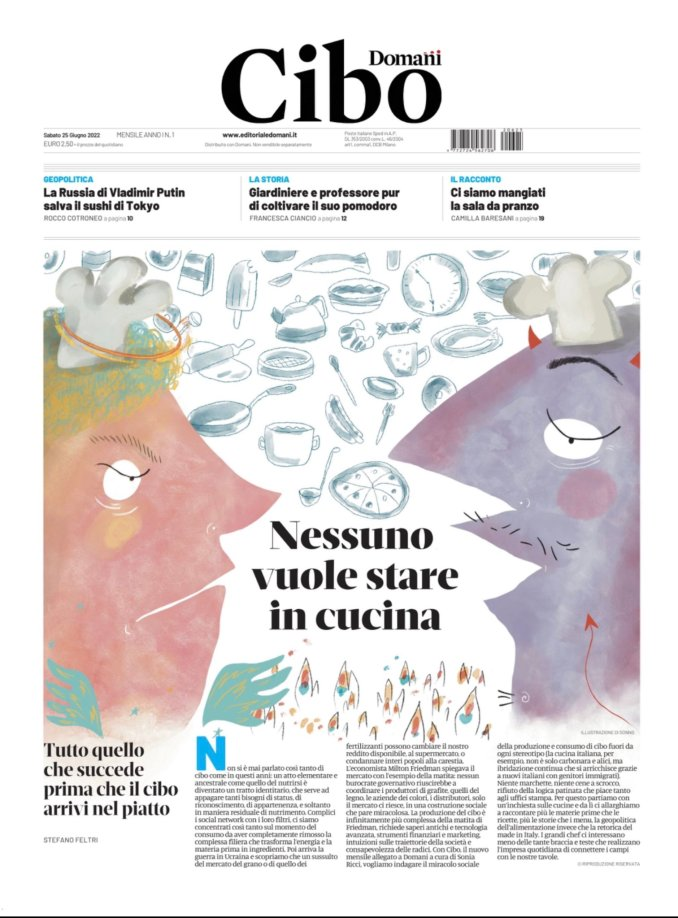 Domani
Cibo
Sabato 25 Giugno 2022
MENSILE ANNO I N. 1
EURO 2,50 - il prezzo del quotidiano
www.editorialedomani.it
Distribuito con Domani. Non vendibile separatamente
Poste Italiane Sped in A.P.
DL 353/2003 conv. L. 46/2004
art.1, comma1, DCB Milano
GEOPOLITICA
La Russia di Vladimir Putin
salva il sushi di Tokyo
ROCCO COTRONEO a pagina 10
LA STORIA
Giardiniere e professore pur
di coltivare il suo pomodoro
FRANCESCA CIANCIO a pagina 12
IL RACCONTO
Ci siamo mangiati
la sala da pranzo
CAMILLA BARESANI a pagina 19
Nessuno
vuole stare
in cucina
ILLUSTRAZIONE DI DONNIS
Tutto quello
che succede
prima che il cibo
arrivi nel piatto
STEFANO FELTRI
Non si è mai parlato così tanto di
cibo come in questi anni: un atto elementare e
ancestrale come quello del nutrirsi è
diventato un tratto identitario, che serve ad
appagare tanti bisogni di status, di
riconoscimento, di appartenenza, e soltanto
in maniera residuale di nutrimento. Complici
i social network con i loro filtri, ci siamo
concentrati così tanto sul momento del
consumo da aver completamente rimosso la
complessa filiera che trasforma l'energia e la
materia prima in ingredienti. Poi arriva la
guerra in Ucraina e scopriamo che un sussulto
del mercato del grano o di quello dei
fertilizzanti possono cambiare il nostro
reddito disponibile, al supermercato, o
condannare interi popoli alla carestia.
L'economista Milton Friedman spiegava il
mercato con l'esempio della matita: nessun
burocrate governativo riuscirebbe a
coordinare i produttori di grafite, quelli del
legno, le aziende dei colori, i distributori, solo
il mercato ci riesce, in una costruzione sociale
che pare miracolosa. La produzione del cibo è
infinitamente più complessa della matita di
Friedman, richiede saperi antichi e tecnologia
avanzata, strumenti finanziari e marketing,
intuizioni sulle traiettorie della società e
consapevolezza delle radici. Con Cibo, il nuovo
mensile allegato a Domani a cura di Sonia
Ricci, vogliamo indagare il miracolo sociale
della produzione e consumo di cibo fuori da
ogni stereotipo (la cucina italiana, per
esempio, non è solo carbonara e alici, ma
ibridazione continua che si arricchisce grazie
a nuovi italiani con genitori immigrati).
Niente marchette, niente cene a scrocco,
rifiuto della logica patinata che piace tanto
agli uffici stampa. Per questo partiamo con
un'inchiesta sulle cucine e da lì ci allarghiamo
a raccontare più le materie prime che le
ricette, più le storie che i menu, la geopolitica
dell'alimentazione invece che la retorica del
made in Italy. I grandi chef ci interessano
meno delle tante braccia e teste che realizzano
l'impresa quotidiana di connettere i campi
con le nostre tavole.
© RIPRODUZIONE RISERVATA